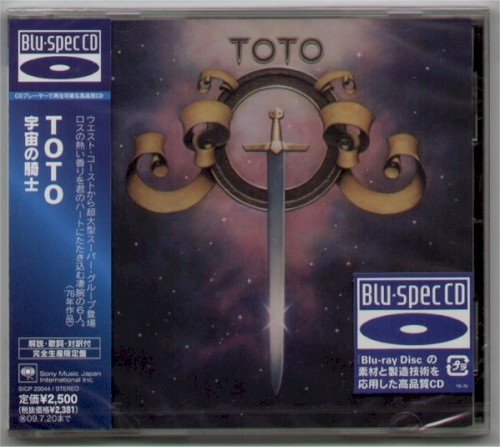 Blu-specCD
CDプレーヤーで再生可能な高品質CD
TOTO
宇宙の騎士
ウエスト・コーストから超大型スーパー・グループ登場
ロスの熱い香りを君のハートにたたき込む凄腕の6人。
('78年作品)
解説・歌詞・対訳付
完全生産限定盤
Sony Music Japan
International Inc.
SICP 20044 / STEREO
定価¥2,500
(税抜価格¥2,381)
09.7.20まで
TOTO
Blu-specCD
「Blu-ray Disc の
素材と製造技術を
応用した高品質CD